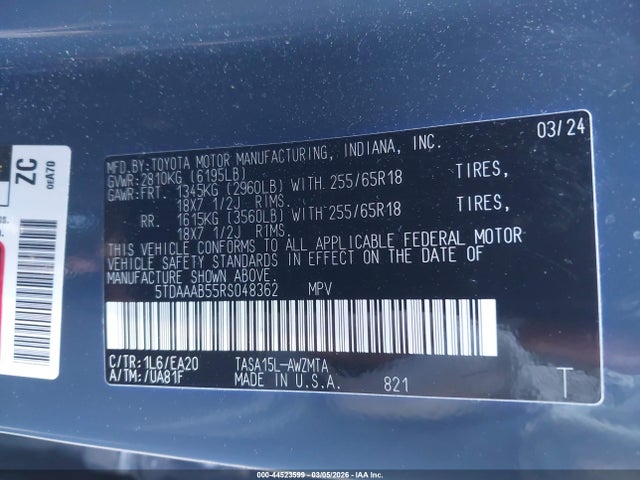 03/24
MFD.BY:TOYOTA MOTOR MANUFACTURING, INDIANA, INC.
GVWR:2810KG (6195LB)
GAWR:FRT. 1345KG (2960LB) WITH 255/65R18 TIRES,
18X7 1/2J RIMS.
RR. 1615KG (3560LB) WITH 255/65R18 TIRES,
18X7 1/2J RIMS.
THIS VEHICLE CONFORMS TO ALL APPLICABLE FEDERAL MOTOR
VEHICLE SAFETY STANDARDS IN EFFECT ON THE DATE OF
MANUFACTURE SHOWN ABOVE.
5TDAAAB55RS048362 MPV
C/TR:1L6/EA20 TASA15L-AWZMTA
A/TM:/UA81F MADE IN U.S.A. 821
T
ZC
0EA70
000-44523599 - 03/05/2026 - IAA Inc.